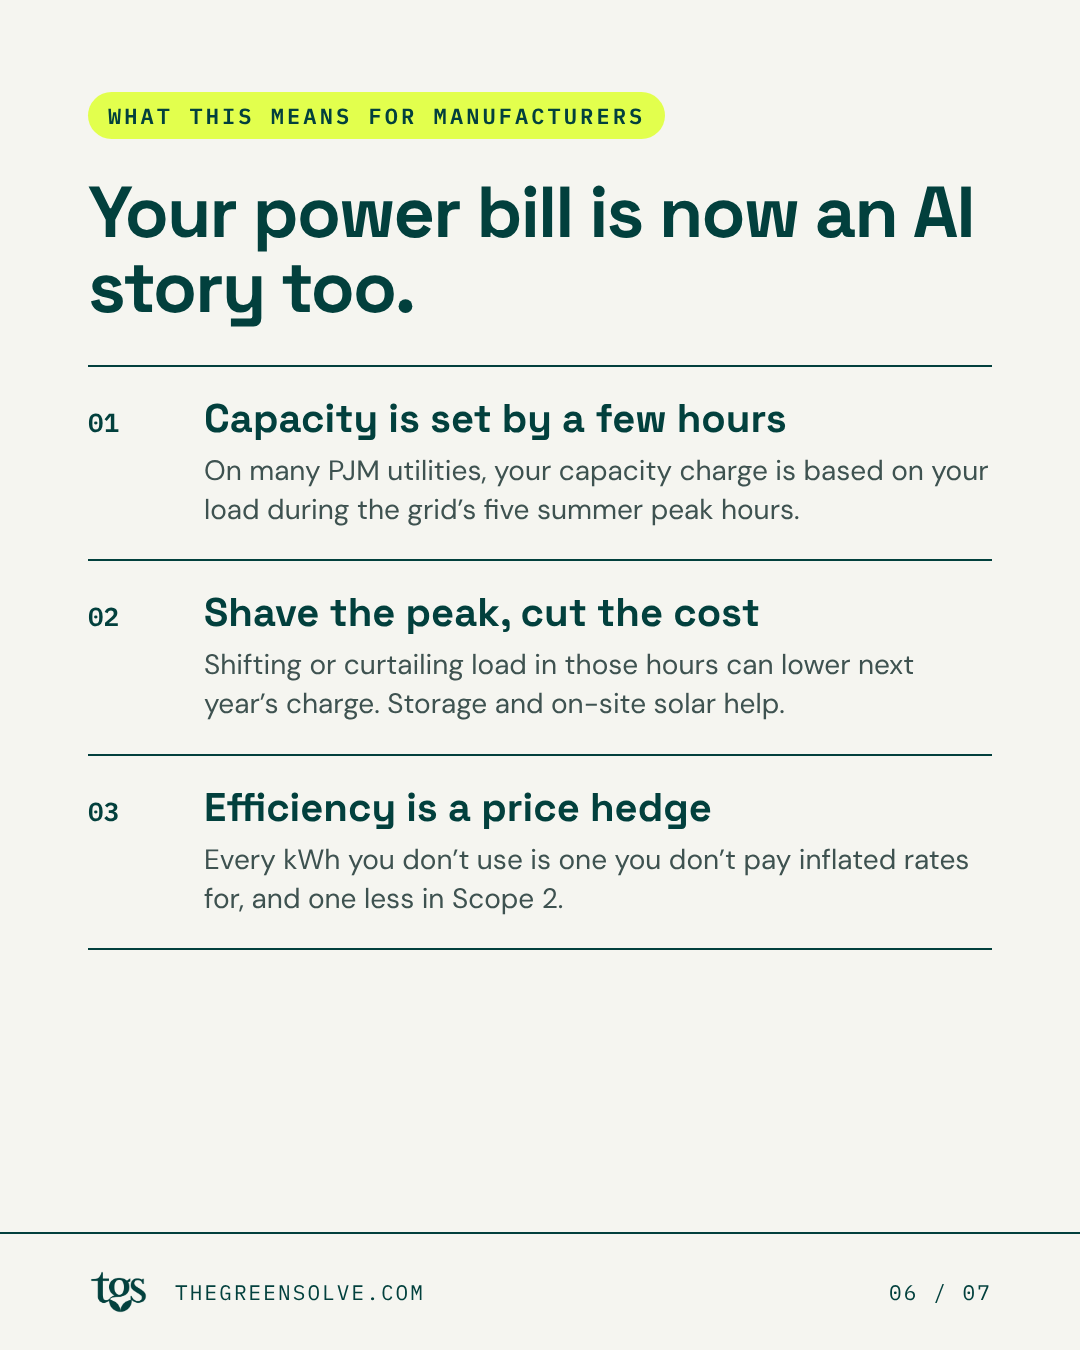 WHAT THIS MEANS FOR MANUFACTURERS
Your power bill is now an AI
story too.
01
Capacity is set by a few hours
On many PJM utilities, your capacity charge is based on your
load during the grid’s five summer peak hours.
02
Shave the peak, cut the cost
Shifting or curtailing load in those hours can lower next
year’s charge. Storage and on-site solar help.
03
Efficiency is a price hedge
Every kWh you don’t use is one you don’t pay inflated rates
for, and one less in Scope 2.
tgs
THEGREENSOLVE.COM
06 / 07